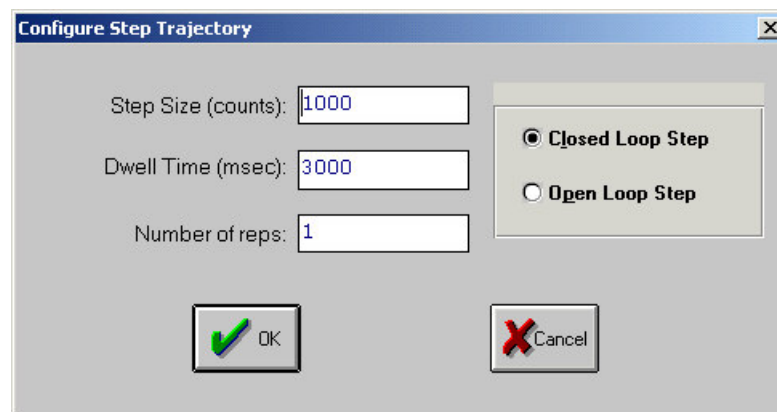 Configure Step Trajectory
Step Size (counts): 1000
Closed Loop Step
Dwell Time (msec): 3000
Open Loop Step
Number of reps: 1
OK
Cancel